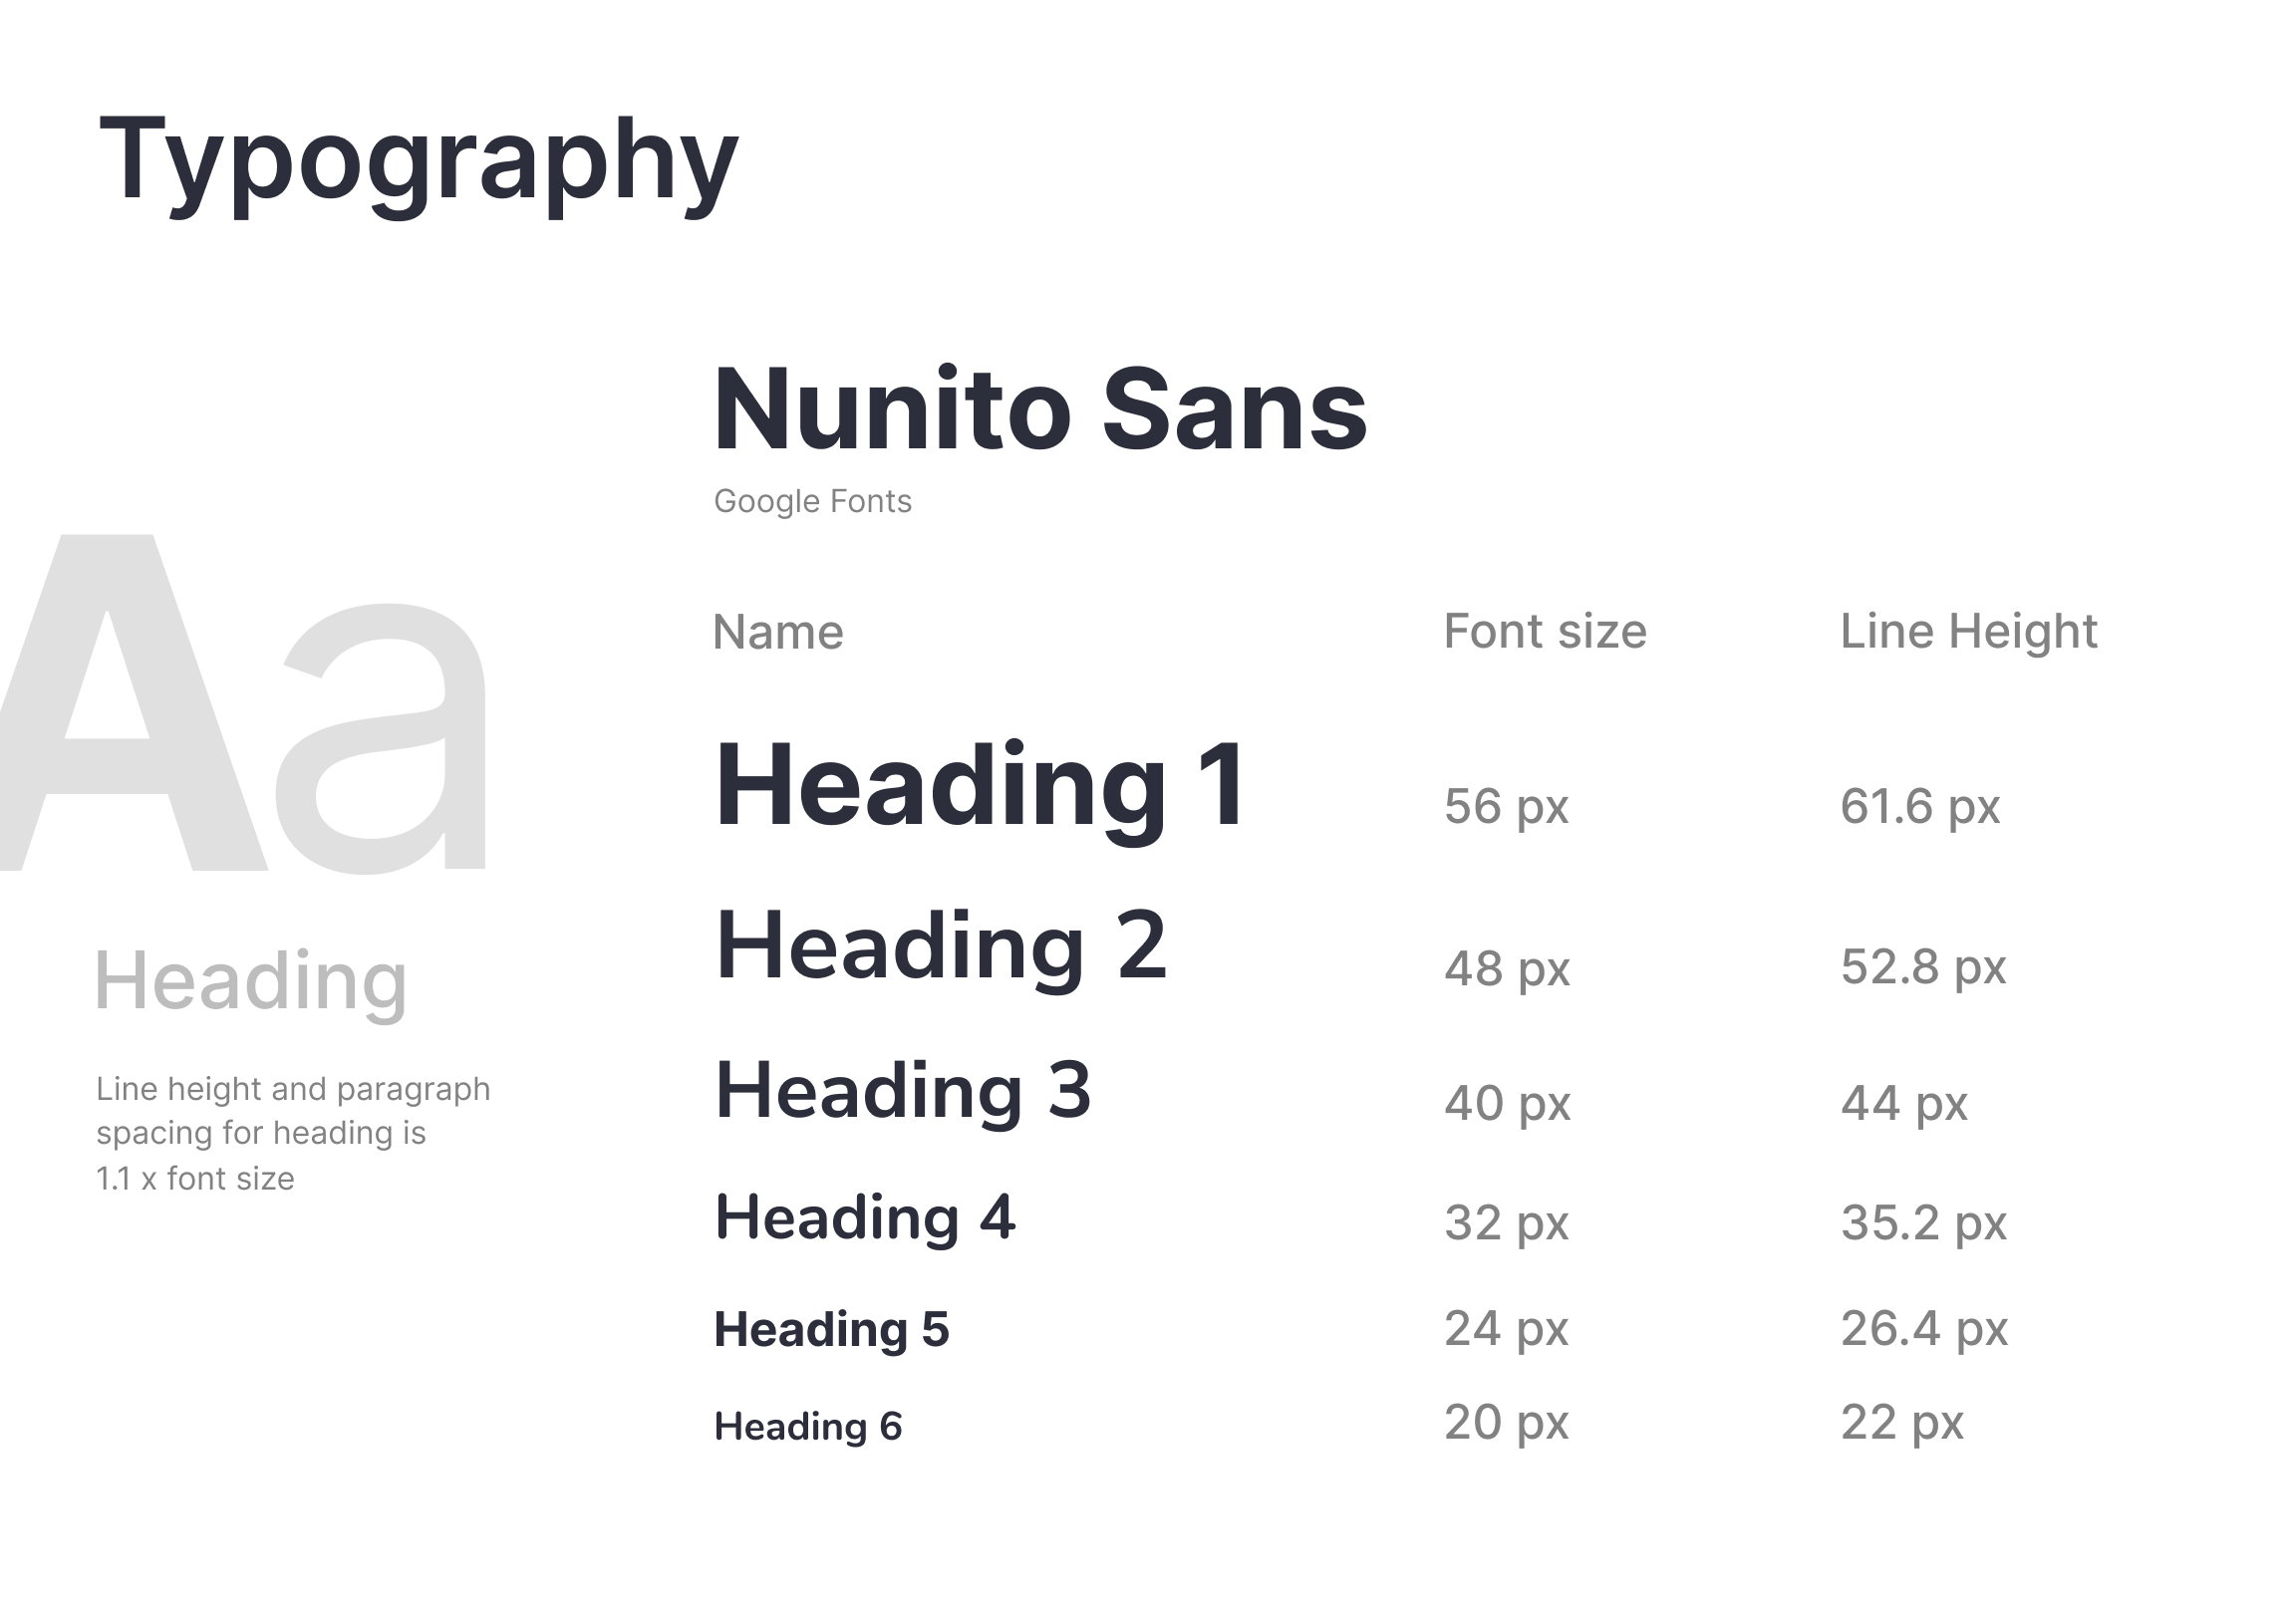 Typography
Nunito Sans
Google Fonts
Aa
Heading
Line height and paragraph
spacing for heading is
1.1 x font size
Name Font size Line Height
Heading 1 56 px 61.6 px
Heading 2 48 px 52.8 px
Heading 3 40 px 44 px
Heading 4 32 px 35.2 px
Heading 5 24 px 26.4 px
Heading 6 20 px 22 px